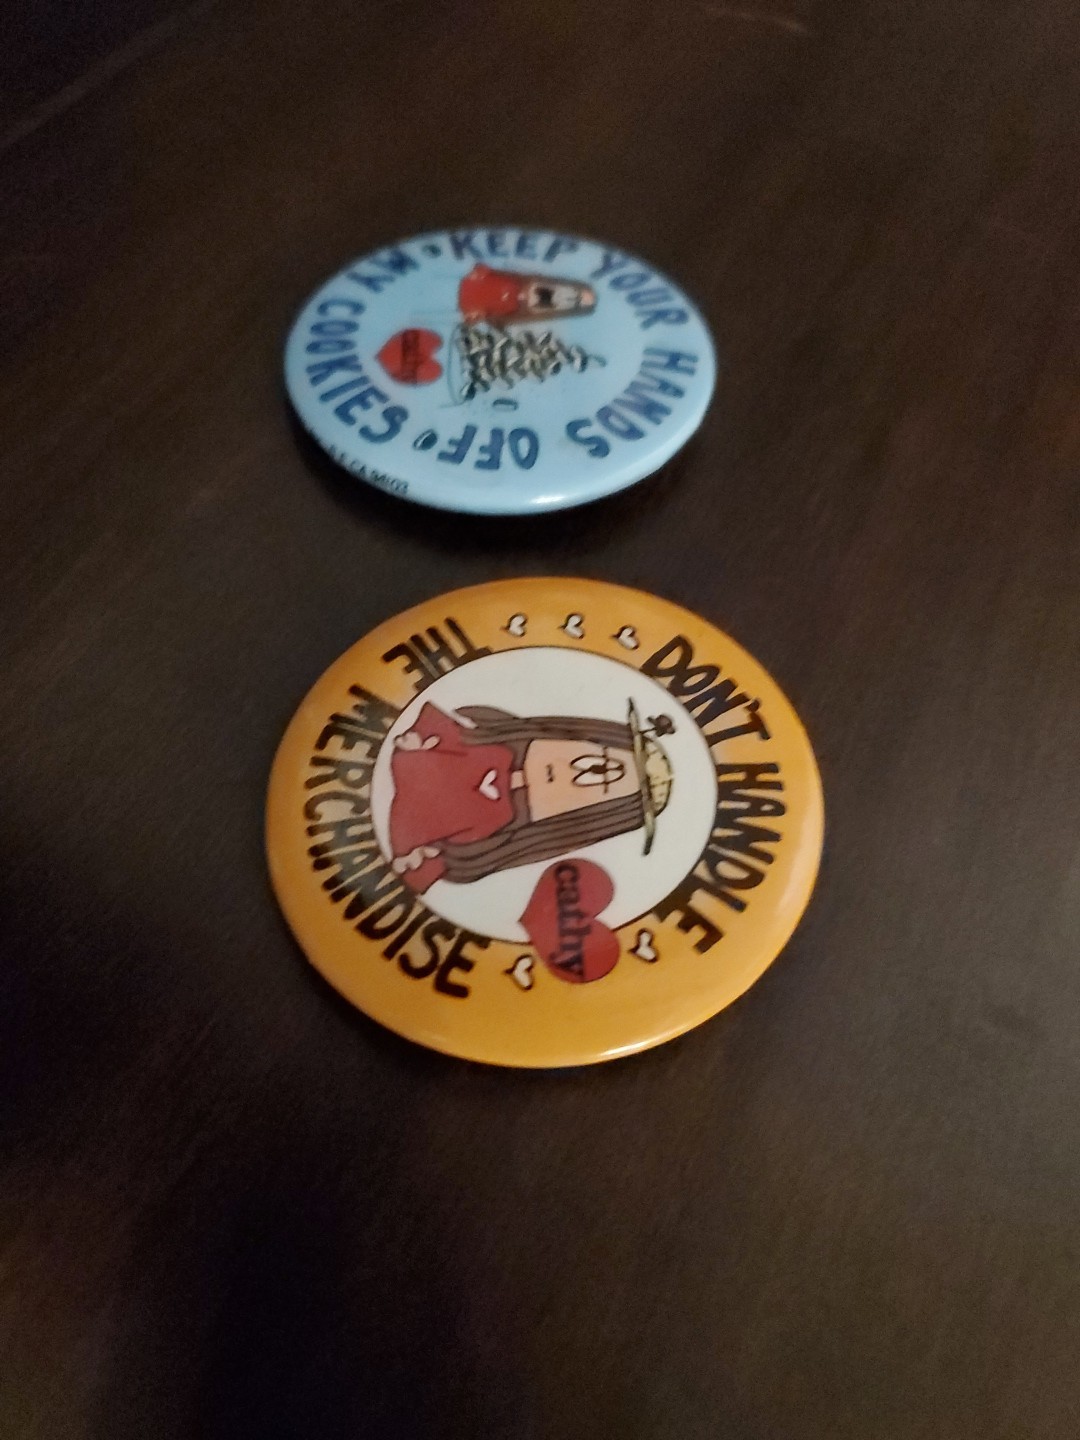 KEEP YOUR HANDS OFF
MY COOKIES
cathy
DON'T HANDLE
THE MERCHANDISE
cathy